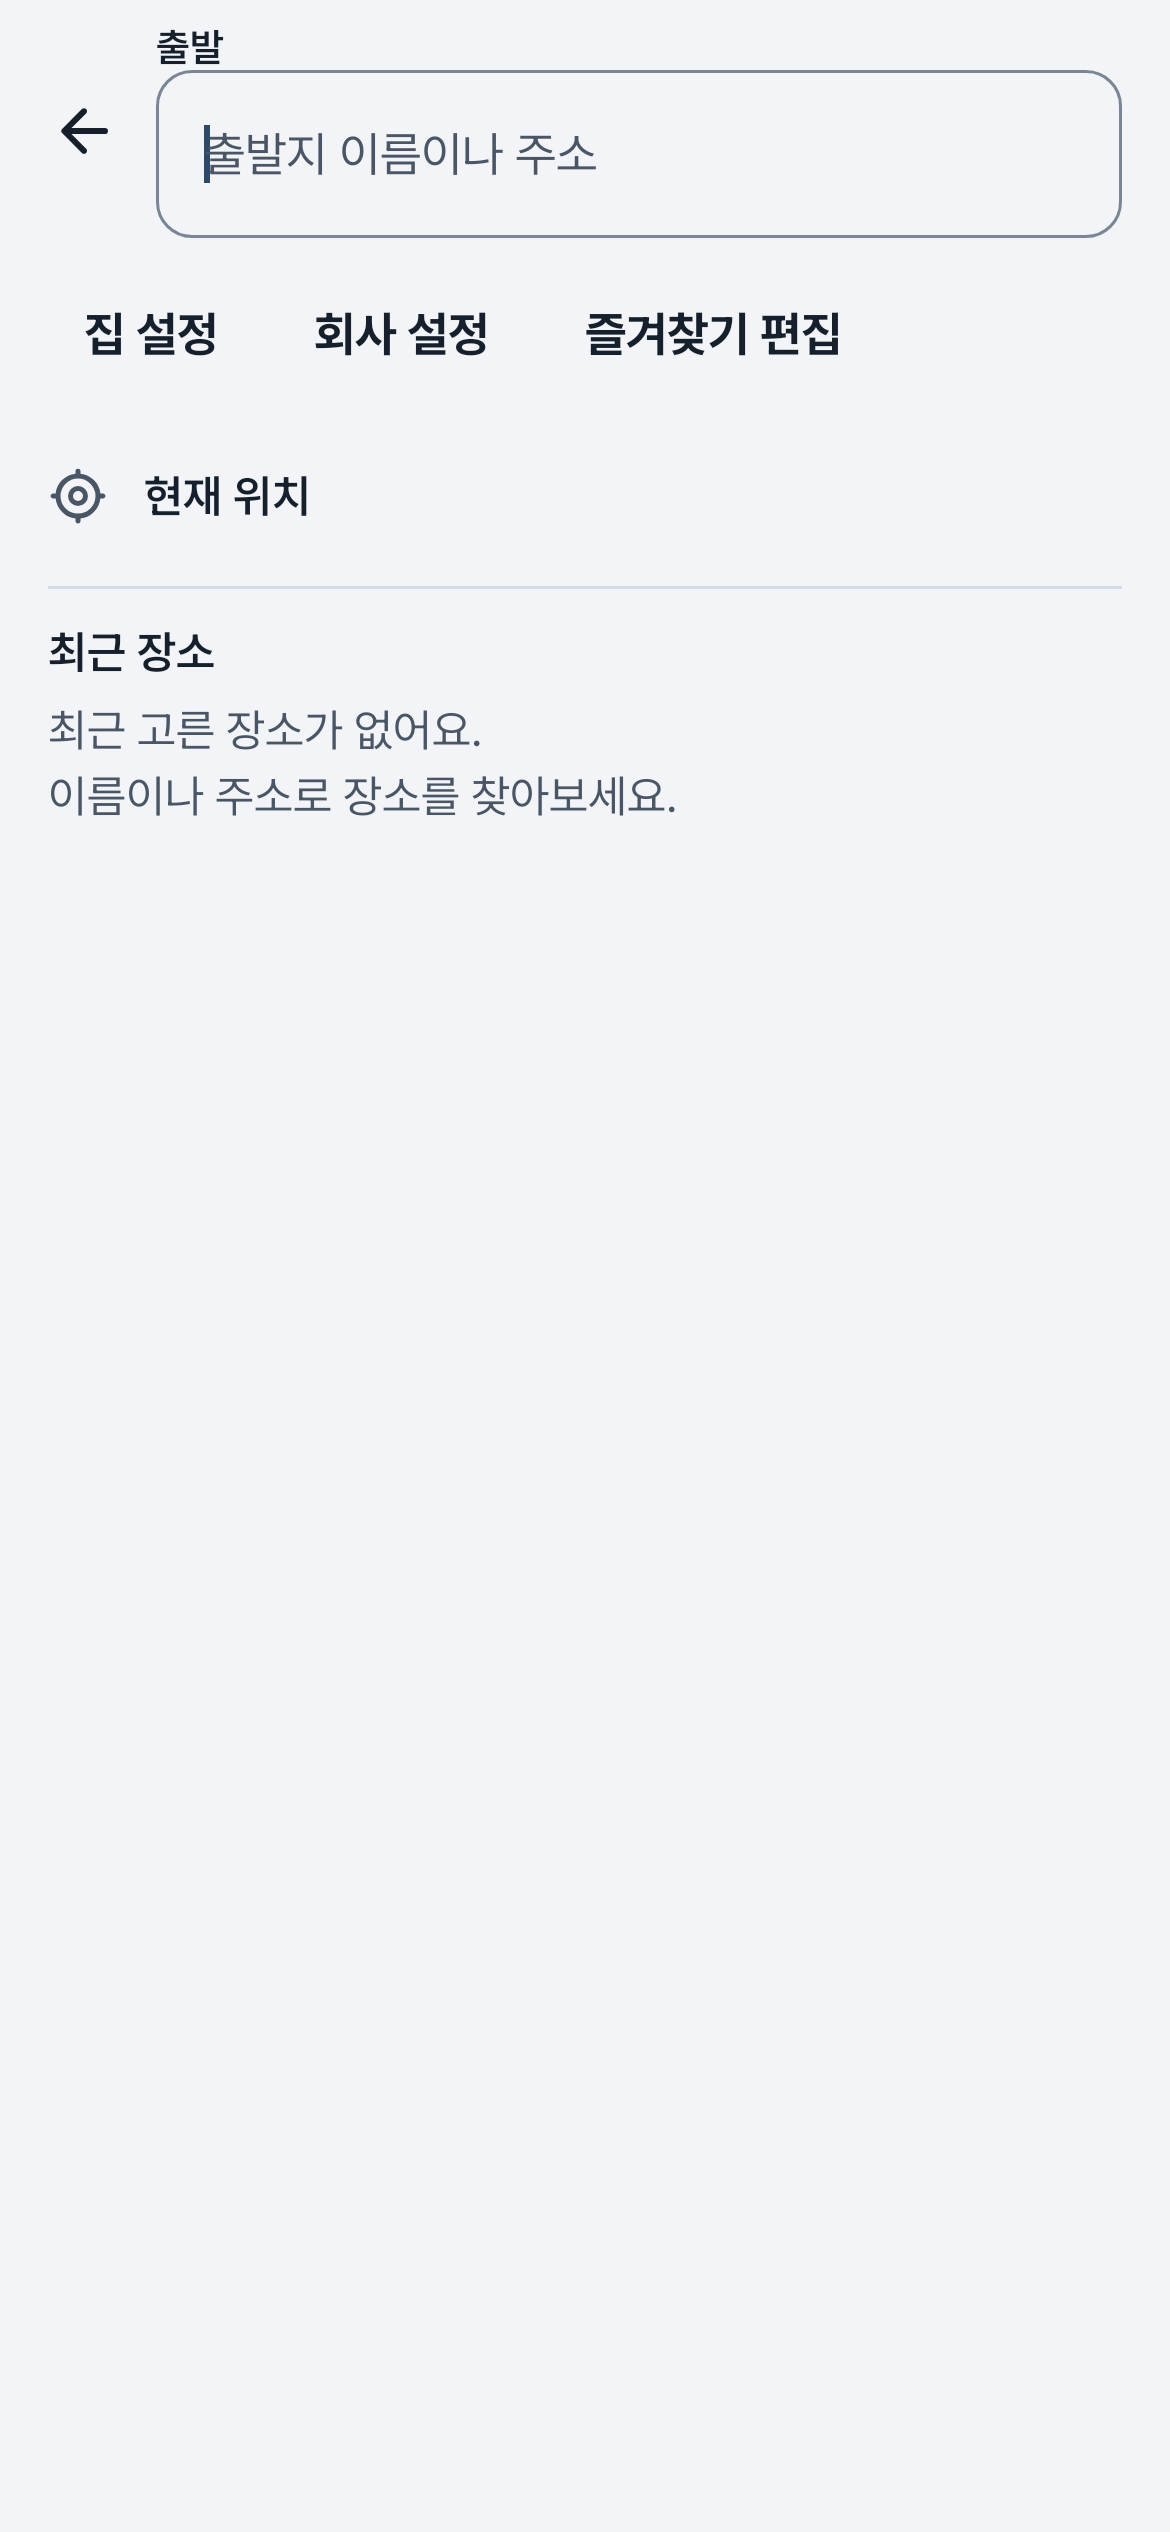 출발
출발지 이름이나 주소
집 설정 회사 설정 즐겨찾기 편집
현재 위치
최근 장소
최근 고른 장소가 없어요.
이름이나 주소로 장소를 찾아보세요.